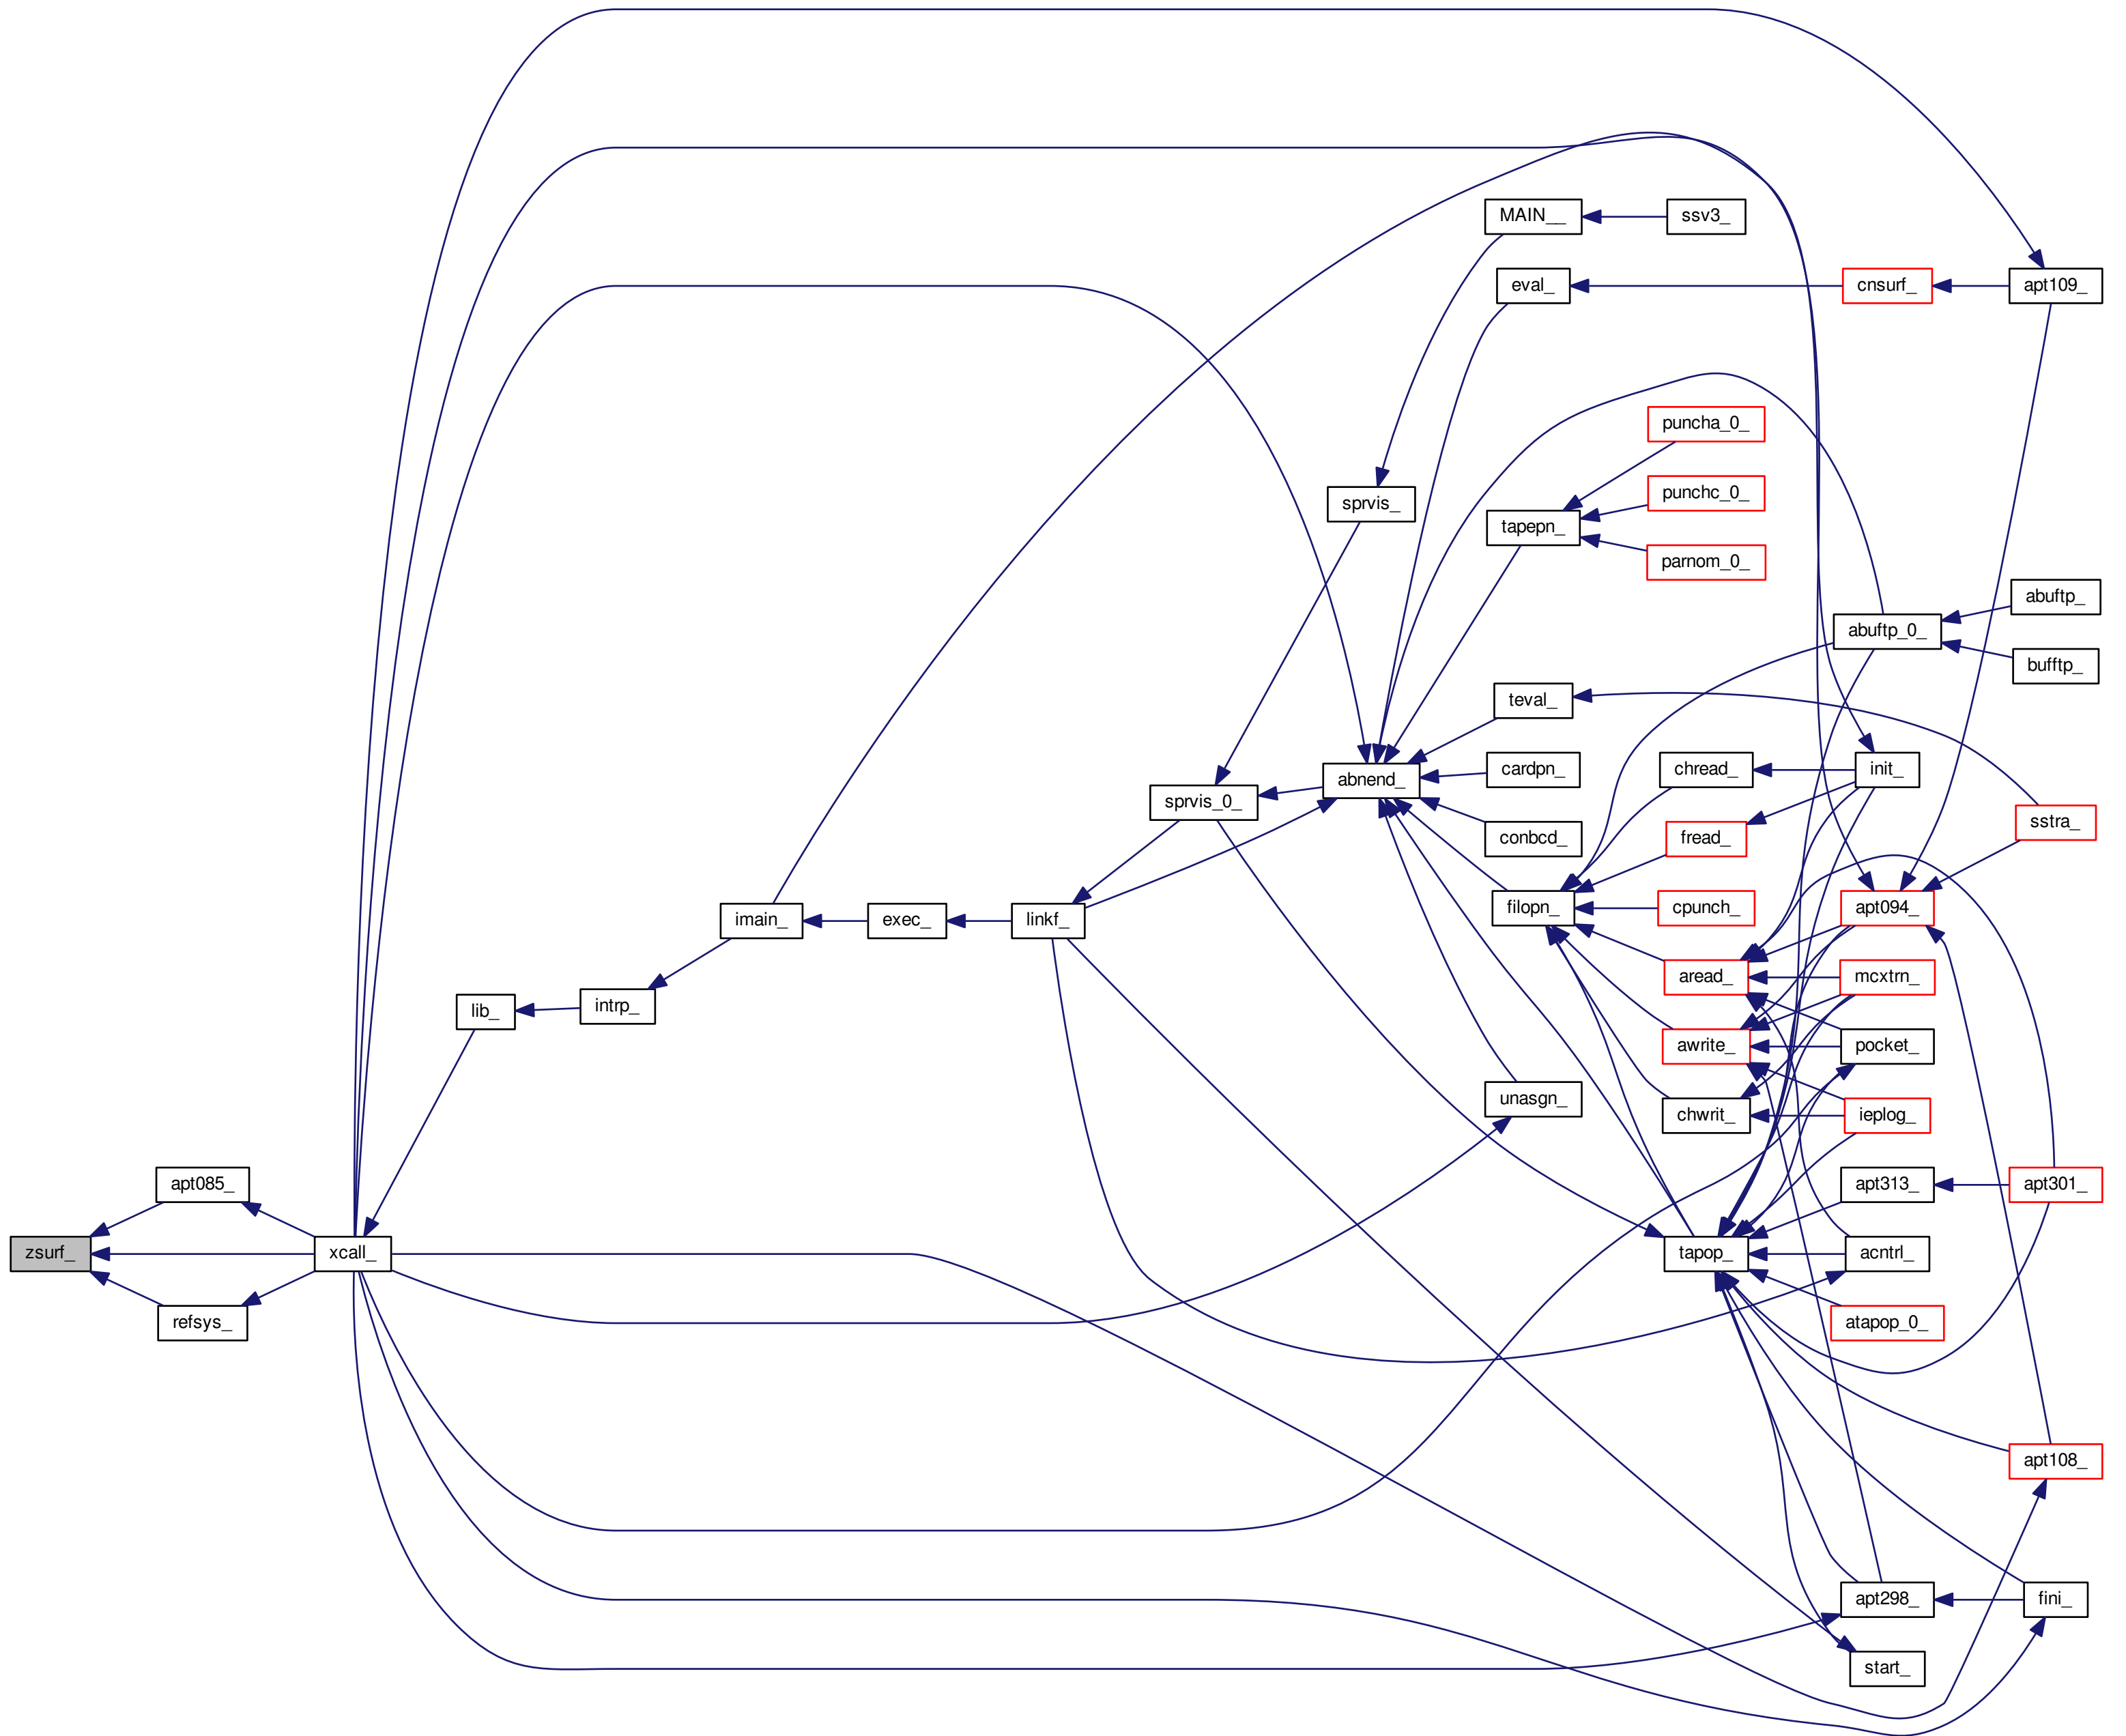 MAIN__
ssv3_
eval_
cnsurf_
apt109_
puncha_0_
sprvis_
punchc_0_
tapepn_
parnom_0_
abuftp_
abuftp_0_
bufftp_
teval_
chread_
init_
cardpn_
abnend_
sprvis_0_
sstra_
conbcd_
fread_
filopn_
cpunch_
apt094_
imain_
exec_
linkf_
aread_
mcxtrn_
lib_
intrp_
awrite_
pocket_
unasgn_
chwrit_
ieplog_
apt085_
apt313_
apt301_
zsurf_
xcall_
tapop_
acntrl_
refsys_
atapop_0_
apt108_
apt298_
fini_
start_